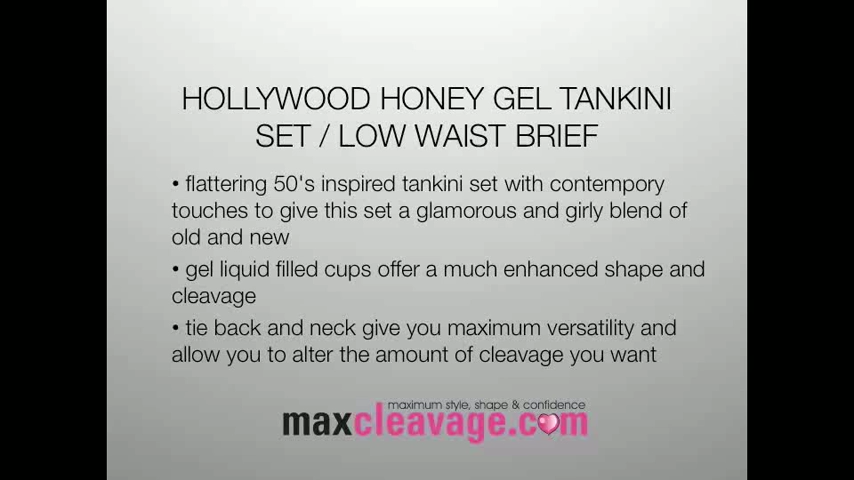 HOLLYWOOD HONEY GEL TANKINI
SET / LOW WAIST BRIEF
• flattering 50's inspired tankini set with contempory
touches to give this set a glamorous and girly blend of
old and new
• gel liquid filled cups offer a much enhanced shape and
cleavage
• tie back and neck give you maximum versatility and
allow you to alter the amount of cleavage you want
maximum style, shape & confidence
maxcleavage.com